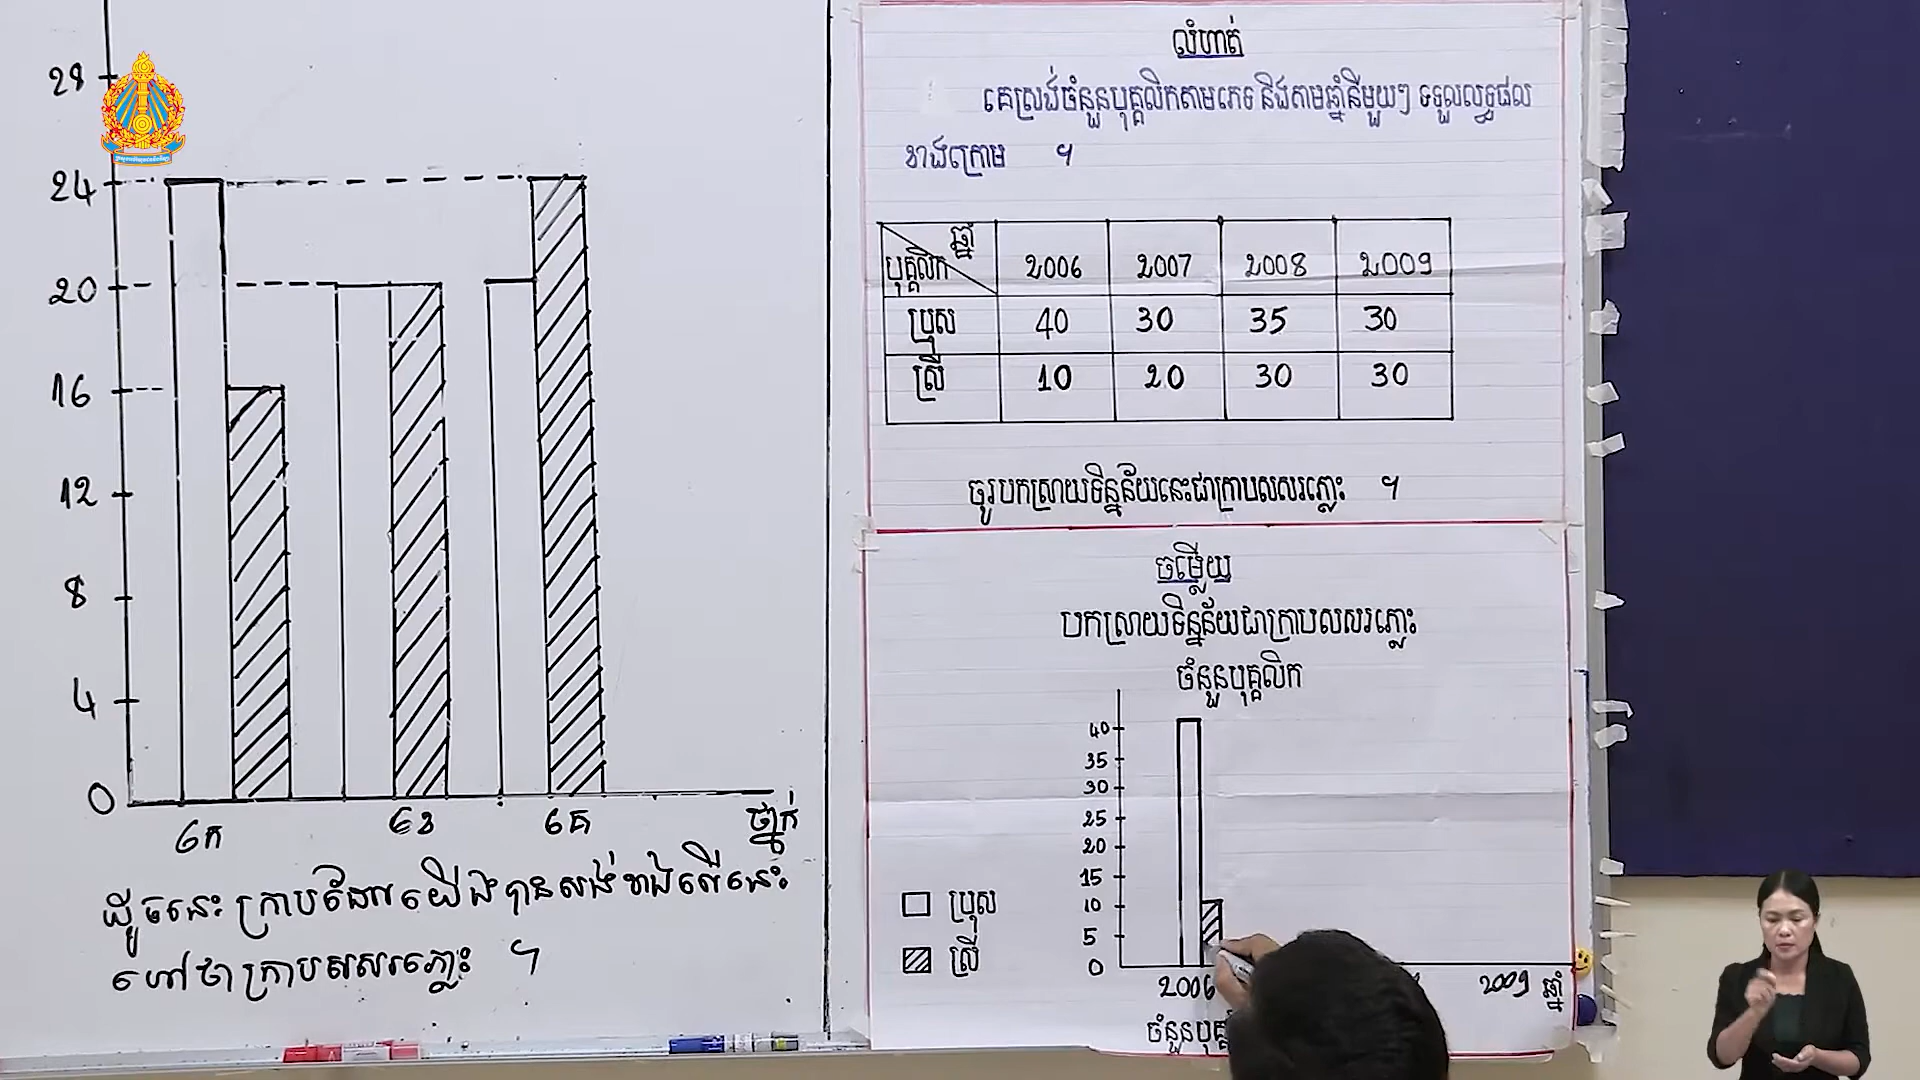 28
24
20
16
12
8
4
0
6ក 6ខ 6គ ថ្នាក់
ដូចនេះ ក្រាបដែលយើងបានសង់ខាងលើនេះ
ហៅថាក្រាបសសរភ្លោះ ។
លំហាត់
គេស្រង់ចំនួនបុគ្គលិកតាមភេទ និងតាមឆ្នាំនីមួយៗ ទទួលលទ្ធផល
ខាងក្រោម ។
ឆ្នាំ
បុគ្គលិក 2006 2007 2008 2009
ប្រុស 40 30 35 30
ស្រី 10 20 30 30
ចូរបកស្រាយទិន្នន័យនេះជាក្រាបសសរភ្លោះ ។
ចម្លើយ
បកស្រាយទិន្នន័យជាក្រាបសសរភ្លោះ
ចំនួនបុគ្គលិក
40
35
30
25
20
15
10
5
0
ប្រុស
ស្រី
2006 2009 ឆ្នាំ